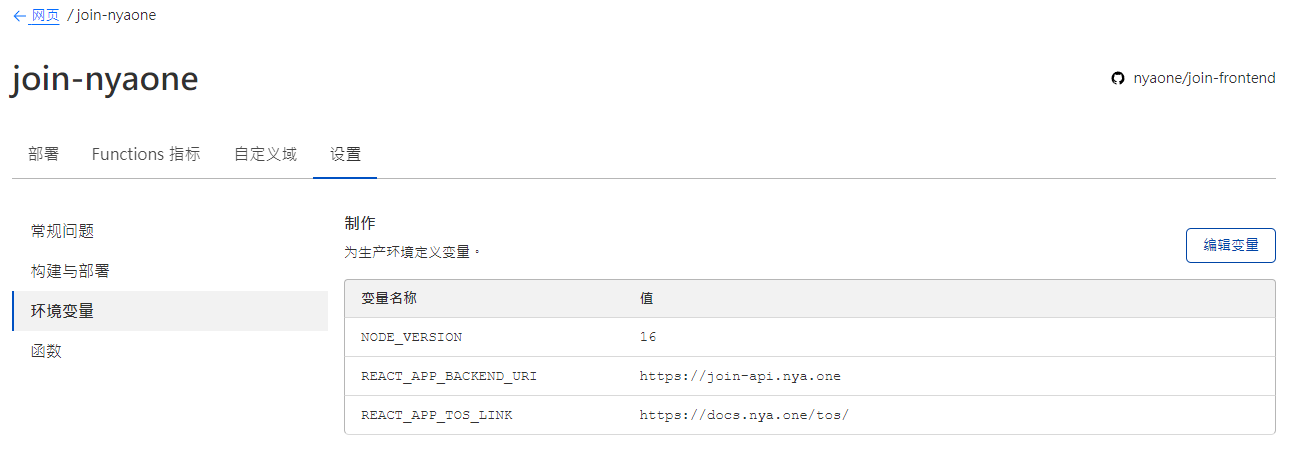 ← 网页 / join-nyaone
join-nyaone
nyaone/join-frontend
部署 Functions 指标 自定义域 设置
常规问题
构建与部署
环境变量
函数
制作
为生产环境定义变量。
编辑变量
变量名称 值
NODE_VERSION 16
REACT_APP_BACKEND_URI https://join-api.nya.one
REACT_APP_TOS_LINK https://docs.nya.one/tos/